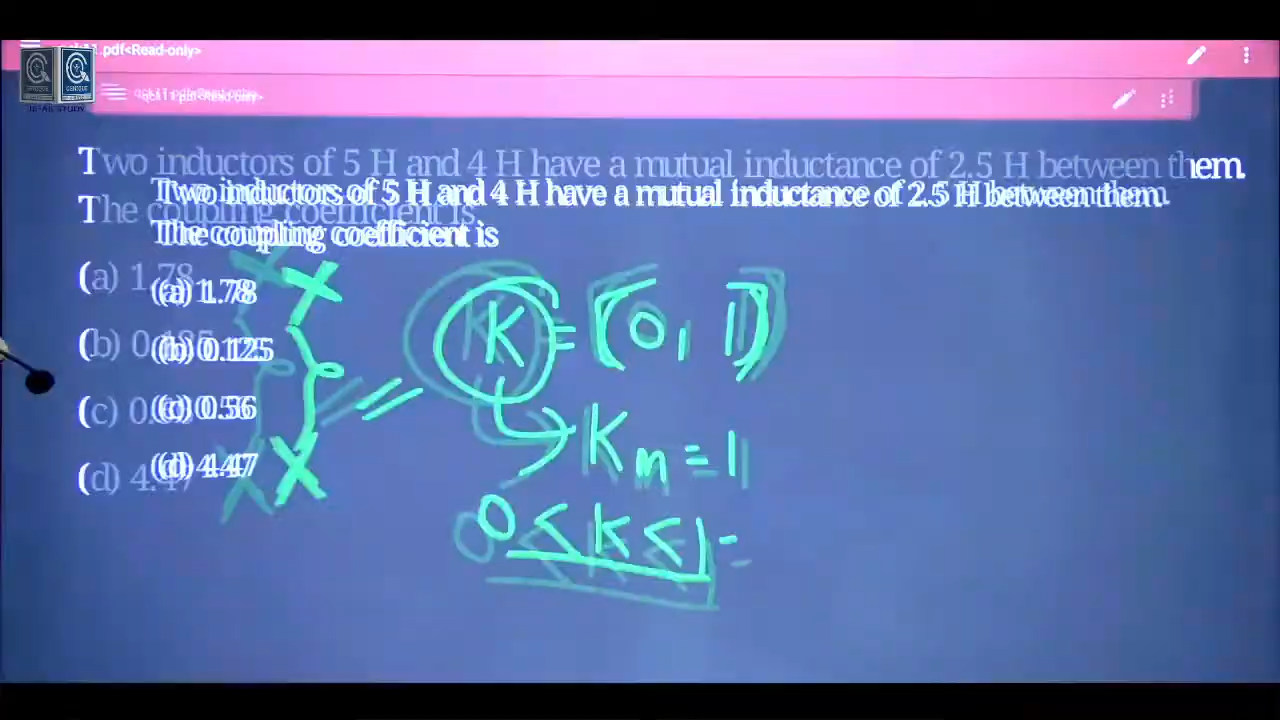 1.pdf<Read-only>
Two inductors of 5 H and 4 H have a mutual inductance of 2.5 H between them.
The coupling coefficient is
(a) 1.78
(b) 0.125
(c) 0.56
(d) 4.47
K = [0, 1]
Km = 1
0 < K < 1 =